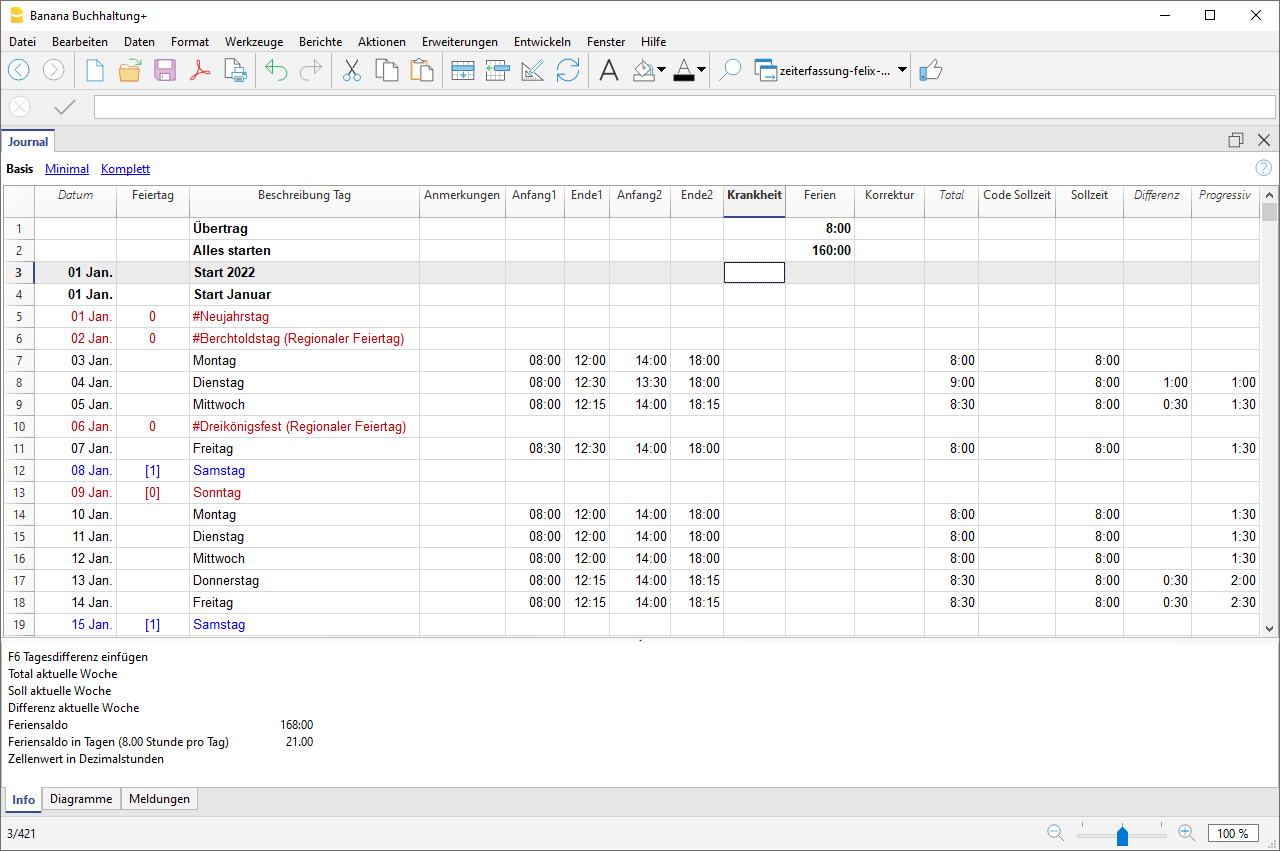 Banana Buchhaltung+
Datei Bearbeiten Daten Format Werkzeuge Berichte Aktionen Erweiterungen Entwickeln Fenster Hilfe
zeiterfassung-felix-...
Journal
Basis Minimal Komplett
Datum Feiertag Beschreibung Tag Anmerkungen Anfang1 Ende1 Anfang2 Ende2 Krankheit Ferien Korrektur Total Code Sollzeit Sollzeit Differenz Progressiv
1 Übertrag 8:00
2 Alles starten 160:00
3 01 Jan. Start 2022
4 01 Jan. Start Januar
5 01 Jan. 0 #Neujahrstag
6 02 Jan. 0 #Berchtoldstag (Regionaler Feiertag)
7 03 Jan. Montag 08:00 12:00 14:00 18:00 8:00 8:00
8 04 Jan. Dienstag 08:00 12:30 13:30 18:00 9:00 8:00 1:00 1:00
9 05 Jan. Mittwoch 08:00 12:15 14:00 18:15 8:30 8:00 0:30 1:30
10 06 Jan. 0 #Dreikönigsfest (Regionaler Feiertag)
11 07 Jan. Freitag 08:30 12:30 14:00 18:00 8:00 8:00 1:30
12 08 Jan. [1] Samstag
13 09 Jan. [0] Sonntag
14 10 Jan. Montag 08:00 12:00 14:00 18:00 8:00 8:00 1:30
15 11 Jan. Dienstag 08:00 12:00 14:00 18:00 8:00 8:00 1:30
16 12 Jan. Mittwoch 08:00 12:00 14:00 18:00 8:00 8:00 1:30
17 13 Jan. Donnerstag 08:00 12:15 14:00 18:15 8:30 8:00 0:30 2:00
18 14 Jan. Freitag 08:00 12:15 14:00 18:15 8:30 8:00 0:30 2:30
19 15 Jan. [1] Samstag
F6 Tagesdifferenz einfügen
Total aktuelle Woche
Soll aktuelle Woche
Differenz aktuelle Woche
Feriensaldo 168:00
Feriensaldo in Tagen (8.00 Stunde pro Tag) 21.00
Zellenwert in Dezimalstunden
Info Diagramme Meldungen
3/421 100 %